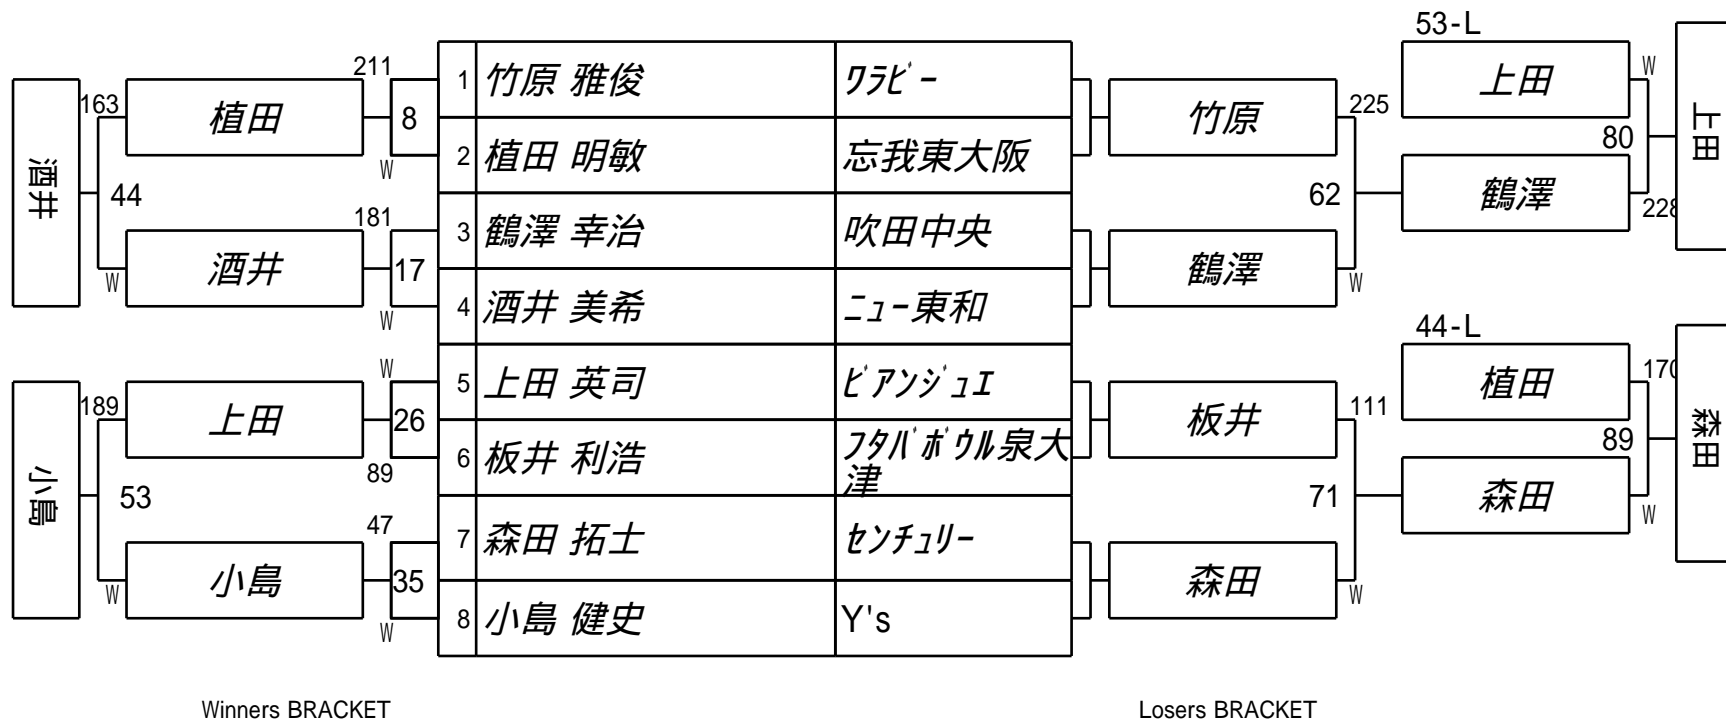 53-L
211
1 竹原 雅俊 ワラビー
W
163
植田
8
竹原
225
上田
上田
2 植田 明敏 忘我東大阪
80
W
酒井
44
62
鶴澤
228
181
3 鶴澤 幸治 吹田中央
酒井
17
鶴澤
W
W
4 酒井 美希 ニュー東和
W
44-L
W
5 上田 英司 ビアンジュエ
170
189
上田
26
板井
111
植田
森田
6 板井 利浩 フタバボウル泉大
津
89
89
小島
53
71
森田
W
47
7 森田 拓士 センチュリー
小島
35
森田
W
W
8 小島 健史 Y's
W
Winners BRACKET
Losers BRACKET